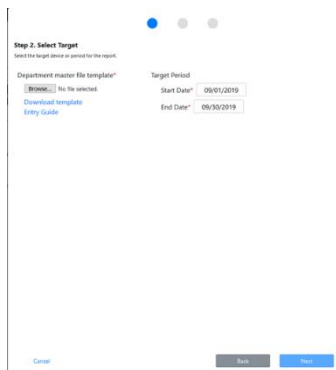 Step 2. Select Target
Select the target device or period for the report.
Department master file template*
Browse... No file selected.
Download template
Entry Guide
Target Period
Start Date* 09/01/2019
End Date* 09/30/2019
Cancel
Back
Next